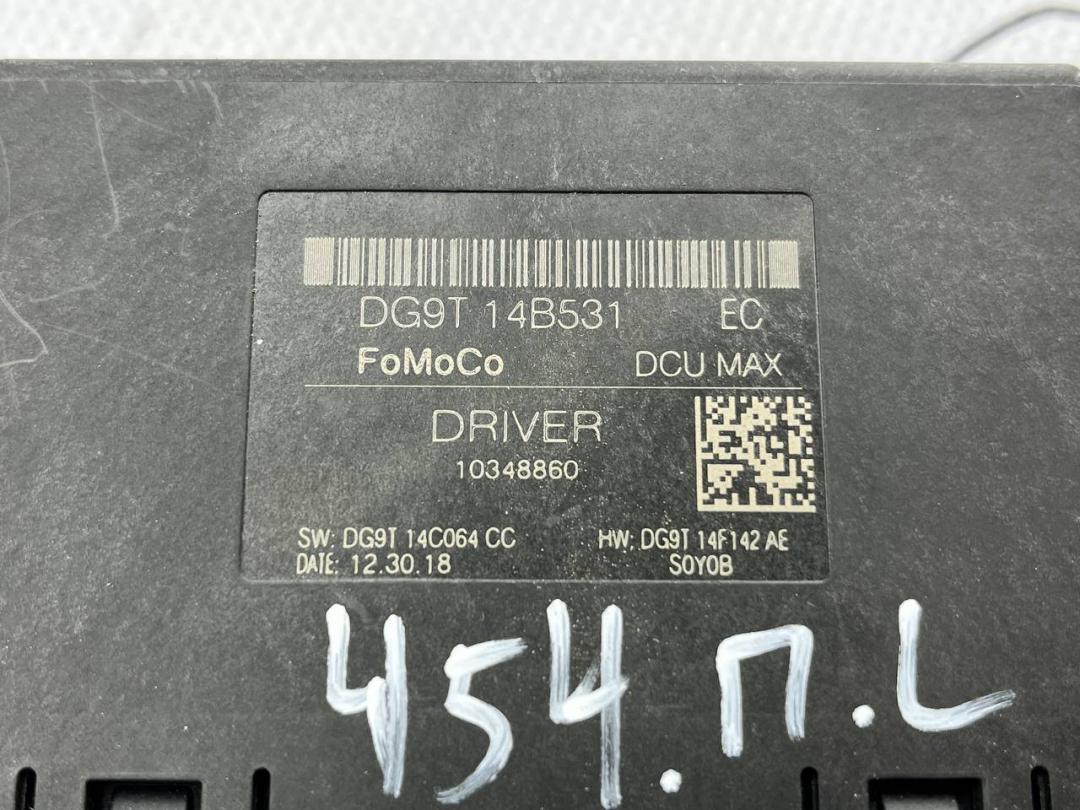 DG9T 14B531 EC
FoMoCo DCU MAX
DRIVER
10348860
SW: DG9T 14C064 CC HW: DG9T 14F142 AE
DATE: 12.30.18 S0Y0B
454.П.L